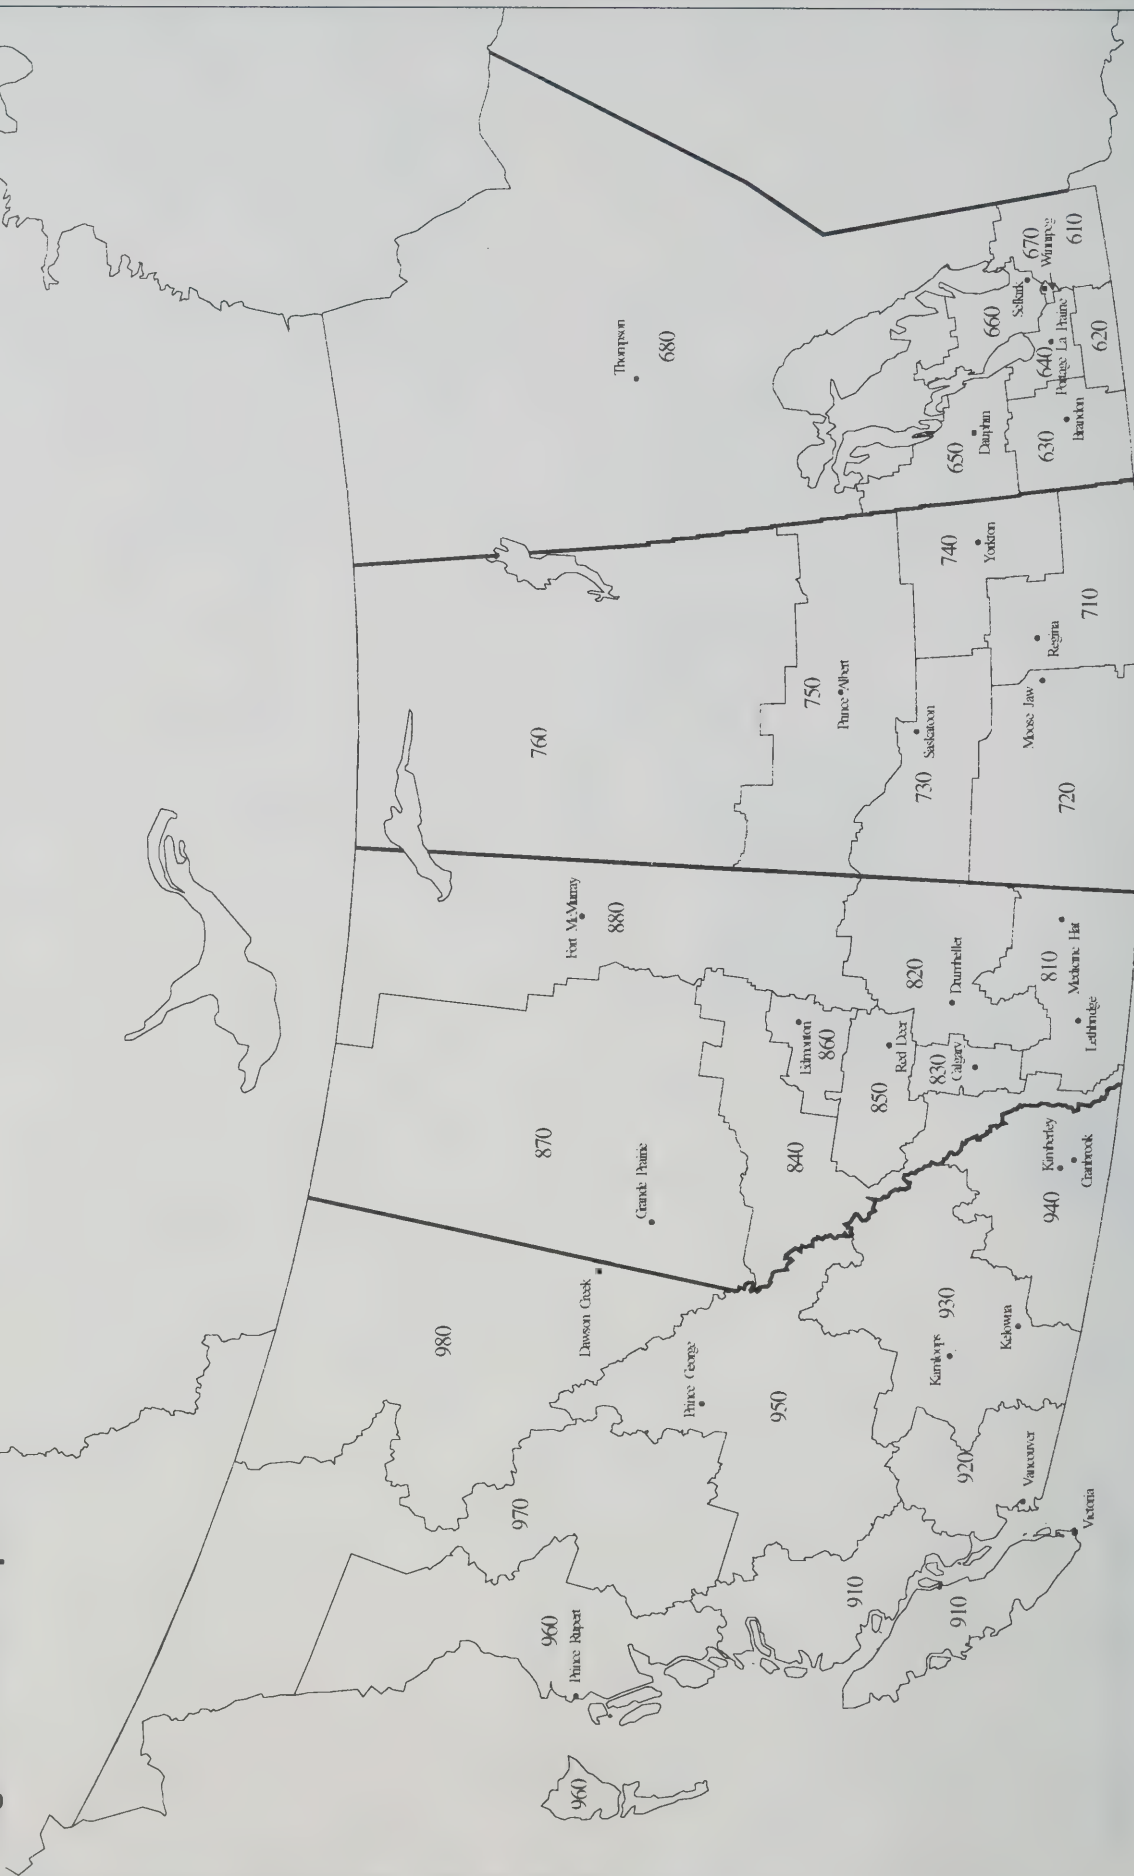 Thompson
680
670
Winnipeg
610
Selkirk
660
640
Portage La Prairie
620
650
Dauphin
630
Brandon
740
Yorkton
710
Regina
750
Prince Albert
760
Saskatoon
730
Moose Jaw
720
Fort McMurray
880
820
Drumheller
810
Medicine Hat
Lethbridge
Edmonton
860
Red Deer
850
830
Calgary
840
870
Grande Prairie
Kimberley
Cranbrook
940
980
Dawson Creek
Prince George
950
930
Kamloops
Kelowna
920
Vancouver
Victoria
970
960
Prince Rupert
910
910
960